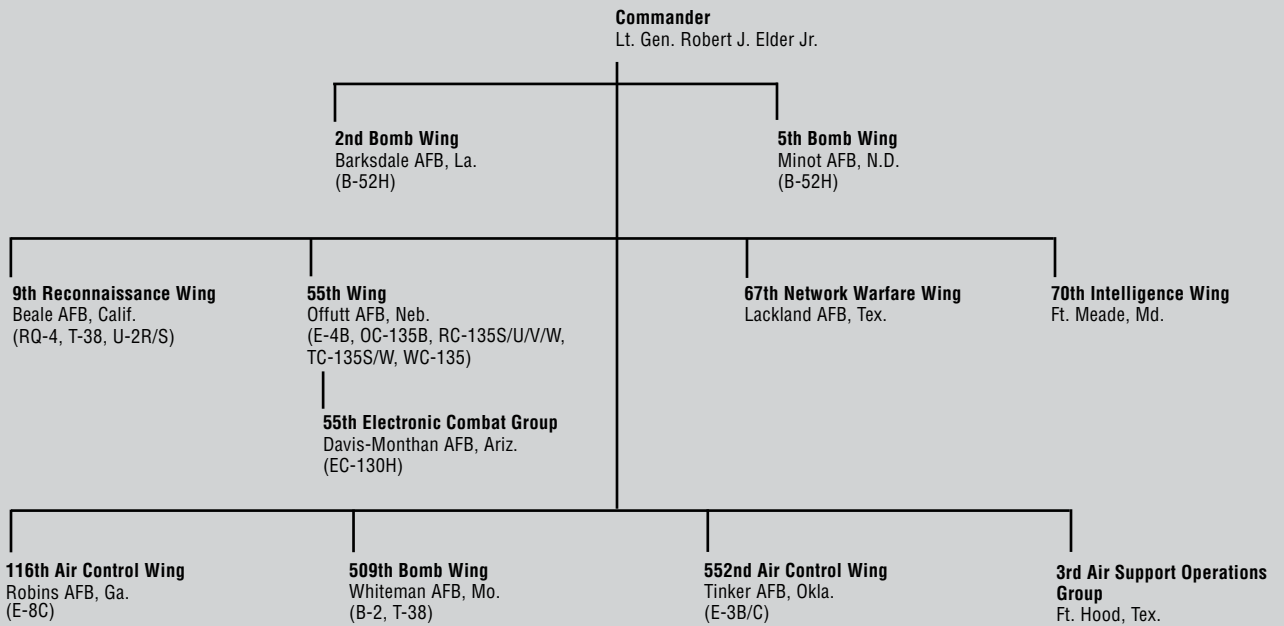 Commander
Lt. Gen. Robert J. Elder Jr.
2nd Bomb Wing
Barksdale AFB, La.
(B-52H)
5th Bomb Wing
Minot AFB, N.D.
(B-52H)
9th Reconnaissance Wing
Beale AFB, Calif.
(RQ-4, T-38, U-2R/S)
55th Wing
Offutt AFB, Neb.
(E-4B, OC-135B, RC-135S/U/V/W,
TC-135S/W, WC-135)
55th Electronic Combat Group
Davis-Monthan AFB, Ariz.
(EC-130H)
67th Network Warfare Wing
Lackland AFB, Tex.
70th Intelligence Wing
Ft. Meade, Md.
116th Air Control Wing
Robins AFB, Ga.
(E-8C)
509th Bomb Wing
Whiteman AFB, Mo.
(B-2, T-38)
552nd Air Control Wing
Tinker AFB, Okla.
(E-3B/C)
3rd Air Support Operations
Group
Ft. Hood, Tex.